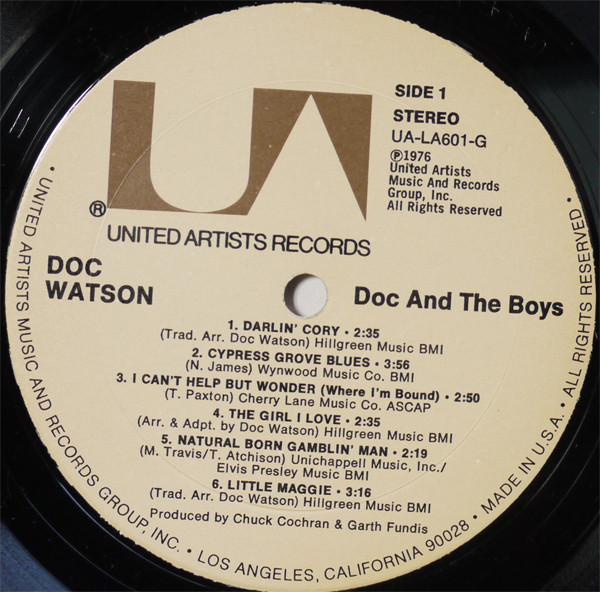 UA
SIDE 1
STEREO
UA-LA601-G
Ⓟ1976
United Artists
Music And Records
Group, Inc.
All Rights Reserved
®
UNITED ARTISTS RECORDS
DOC
WATSON
Doc And The Boys
1. DARLIN' CORY • 2:35
(Trad. Arr. Doc Watson) Hillgreen Music BMI
2. CYPRESS GROVE BLUES • 3:56
(N. James) Wynwood Music Co. BMI
3. I CAN'T HELP BUT WONDER (Where I'm Bound) • 2:50
(T. Paxton) Cherry Lane Music Co. ASCAP
4. THE GIRL I LOVE • 2:35
(Arr. & Adpt. by Doc Watson) Hillgreen Music BMI
5. NATURAL BORN GAMBLIN' MAN • 2:19
(M. Travis/T. Atchison) Unichappell Music, Inc./
Elvis Presley Music BMI
6. LITTLE MAGGIE • 3:16
(Trad. Arr. Doc Watson) Hillgreen Music BMI
Produced by Chuck Cochran & Garth Fundis
• UNITED ARTISTS MUSIC AND RECORDS GROUP, INC. • LOS ANGELES, CALIFORNIA 90028 • MADE IN U.S.A. • ALL RIGHTS RESERVED •